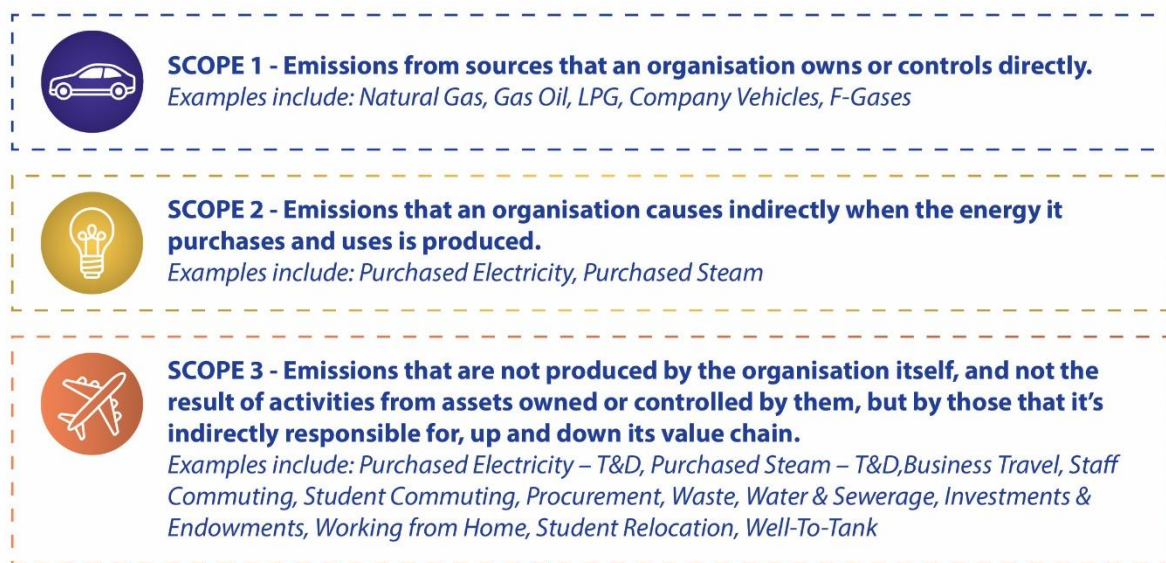 SCOPE 1 - Emissions from sources that an organisation owns or controls directly.
Examples include: Natural Gas, Gas Oil, LPG, Company Vehicles, F-Gases
SCOPE 2 - Emissions that an organisation causes indirectly when the energy it
purchases and uses is produced.
Examples include: Purchased Electricity, Purchased Steam
SCOPE 3 - Emissions that are not produced by the organisation itself, and not the
result of activities from assets owned or controlled by them, but by those that it’s
indirectly responsible for, up and down its value chain.
Examples include: Purchased Electricity – T&D, Purchased Steam – T&D,Business Travel, Staff
Commuting, Student Commuting, Procurement, Waste, Water & Sewerage, Investments &
Endowments, Working from Home, Student Relocation, Well-To-Tank